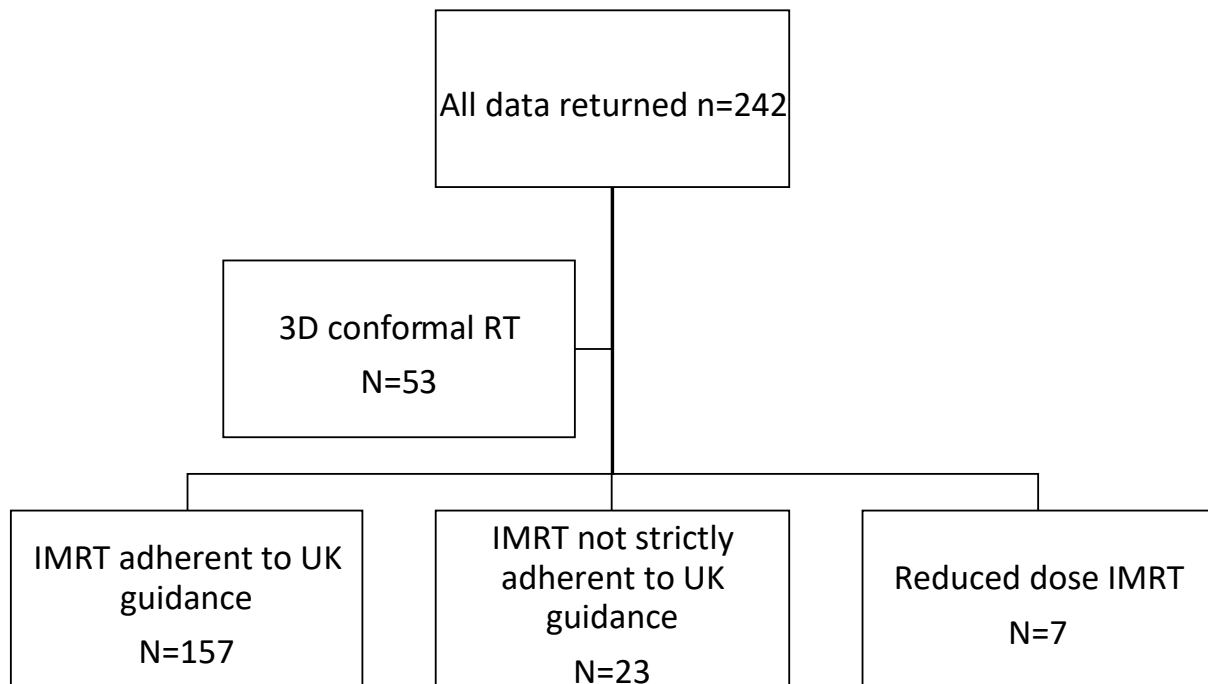 All data returned n=242
3D conformal RT
N=53
IMRT adherent to UK
guidance
N=157
IMRT not strictly
adherent to UK
guidance
N=23
Reduced dose IMRT
N=7